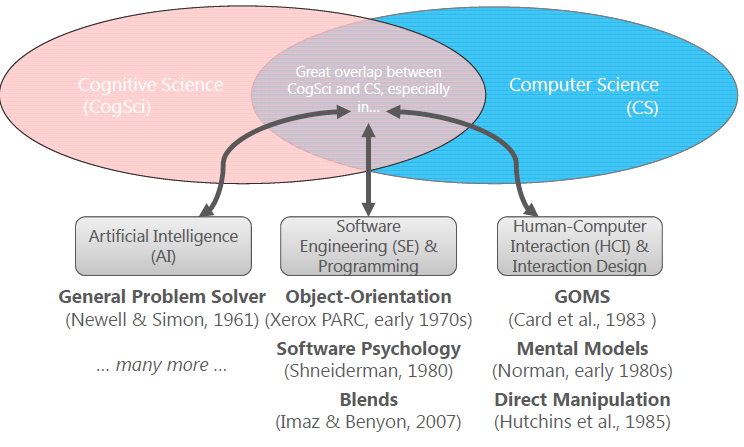 Cognitive Science
(CogSci)
Great overlap between
CogSci and CS, especially
in...
Computer Science
(CS)
Artificial Intelligence
(AI)
Software
Engineering (SE) &
Programming
Human-Computer
Interaction (HCI) &
Interaction Design
General Problem Solver
(Newell & Simon, 1961)
... many more ...
Object-Orientation
(Xerox PARC, early 1970s)
Software Psychology
(Shneiderman, 1980)
Blends
(Imaz & Benyon, 2007)
GOMS
(Card et al., 1983 )
Mental Models
(Norman, early 1980s)
Direct Manipulation
(Hutchins et al., 1985)